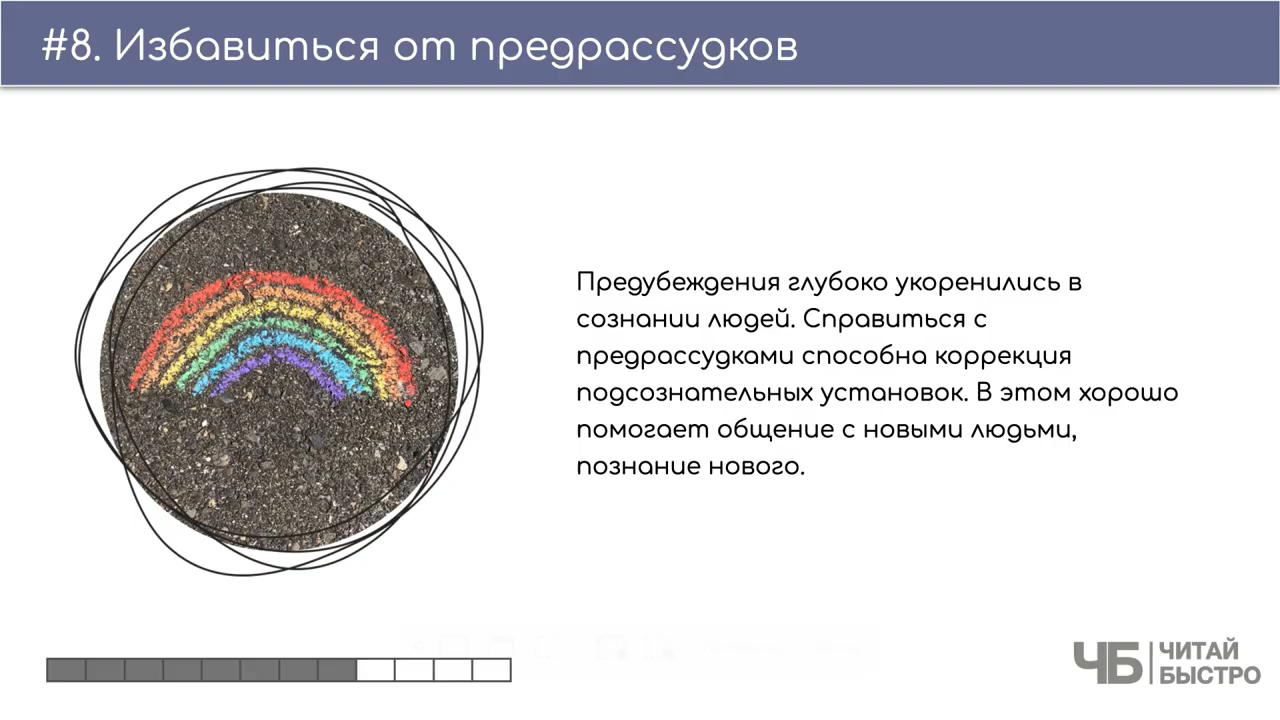 #8. Избавиться от предрассудков
Предубеждения глубоко укоренились в
сознании людей. Справиться с
предрассудками способна коррекция
подсознательных установок. В этом хорошо
помогает общение с новыми людьми,
познание нового.
ЧБ
ЧИТАЙ
БЫСТРО